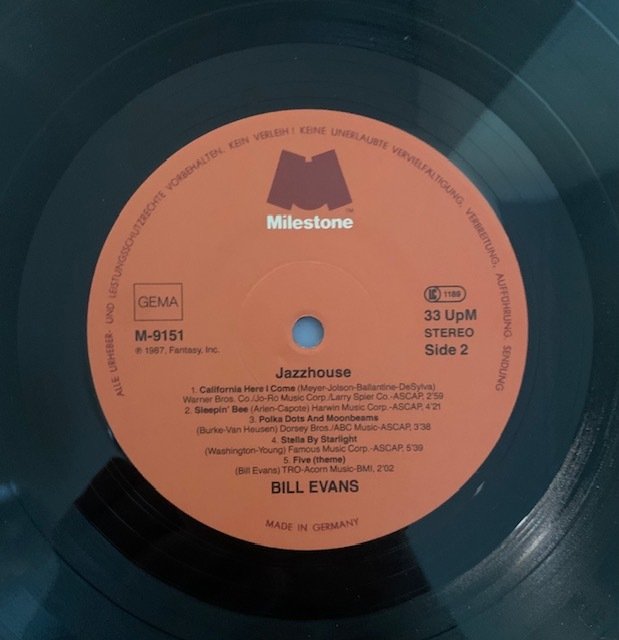 ALLE URHEBER- UND LEISTUNGSSCHUTZRECHTE VORBEHALTEN. KEIN VERLEIH! KEINE UNERLAUBTE VERVIELFÄLTIGUNG, VERBREITUNG, AUFFÜHRUNG, SENDUNG
TM
Milestone
GEMA
LC 1186
M-9151
33 UpM
℗ 1987, Fantasy, Inc.
STEREO
Side 2
Jazzhouse
1. California Here I Come (Meyer-Jolson-Ballantine-DeSylva)
Warner Bros. Co./Jo-Ro Music Corp./Larry Spier Co.-ASCAP, 2'59
2. Sleepin' Bee (Arlen-Capote) Harwin Music Corp.-ASCAP, 4'21
3. Polka Dots And Moonbeams
(Burke-Van Heusen) Dorsey Bros./ABC Music-ASCAP, 3'38
4. Stella By Starlight
(Washington-Young) Famous Music Corp.-ASCAP, 5'39
5. Five (theme)
(Bill Evans) TRO-Acorn Music-BMI, 2'02
BILL EVANS
MADE IN GERMANY